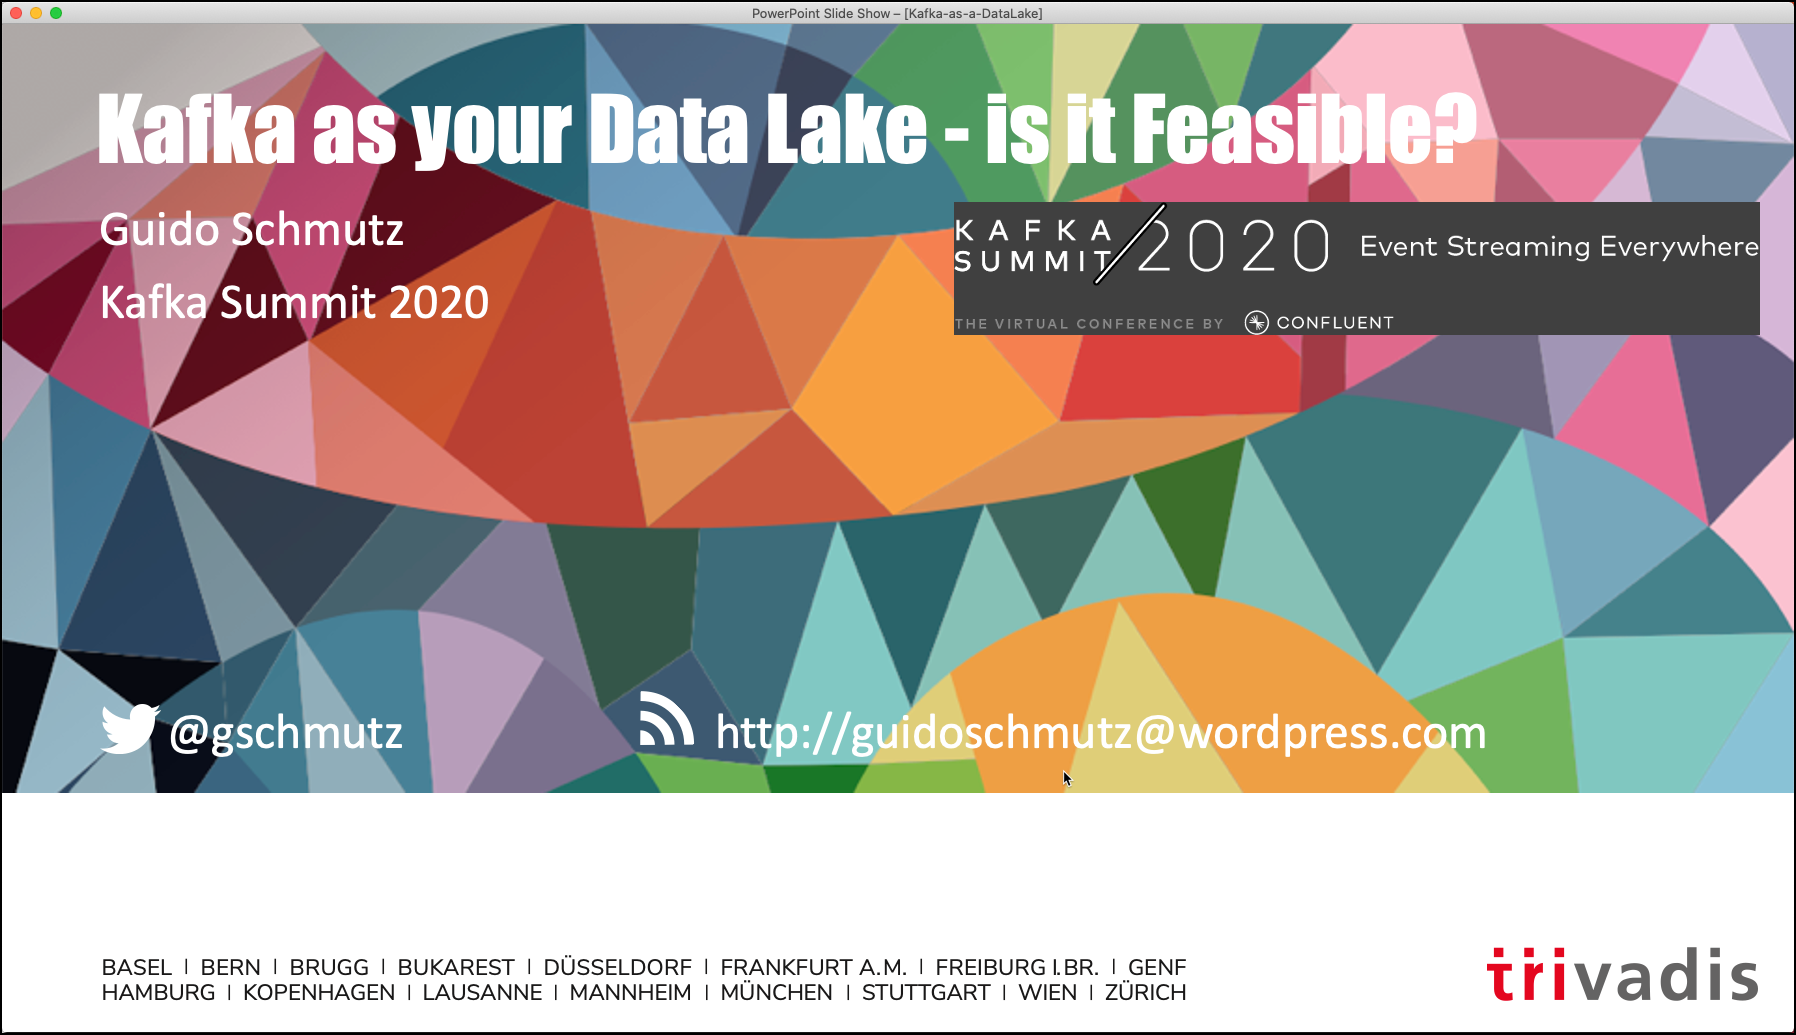 PowerPoint Slide Show – [Kafka-as-a-DataLake]
Kafka as your Data Lake - is it Feasible?
Guido Schmutz
Kafka Summit 2020
KAFKA
SUMMIT 2020 Event Streaming Everywhere
THE VIRTUAL CONFERENCE BY CONFLUENT
@gschmutz http://guidoschmutz@wordpress.com
BASEL | BERN | BRUGG | BUKAREST | DÜSSELDORF | FRANKFURT A.M. | FREIBURG I.BR. | GENF
HAMBURG | KOPENHAGEN | LAUSANNE | MANNHEIM | MÜNCHEN | STUTTGART | WIEN | ZÜRICH
trivadis